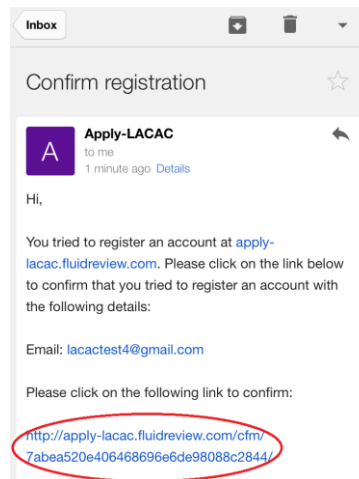 Inbox
Confirm registration
A
Apply-LACAC
to me
1 minute ago Details
Hi,
You tried to register an account at apply-
lacac.fluidreview.com. Please click on the link below
to confirm that you tried to register an account with
the following details:
Email: lacactest4@gmail.com
Please click on the following link to confirm:
http://apply-lacac.fluidreview.com/cfm/
7abea520e406468696e6de98088c2844/